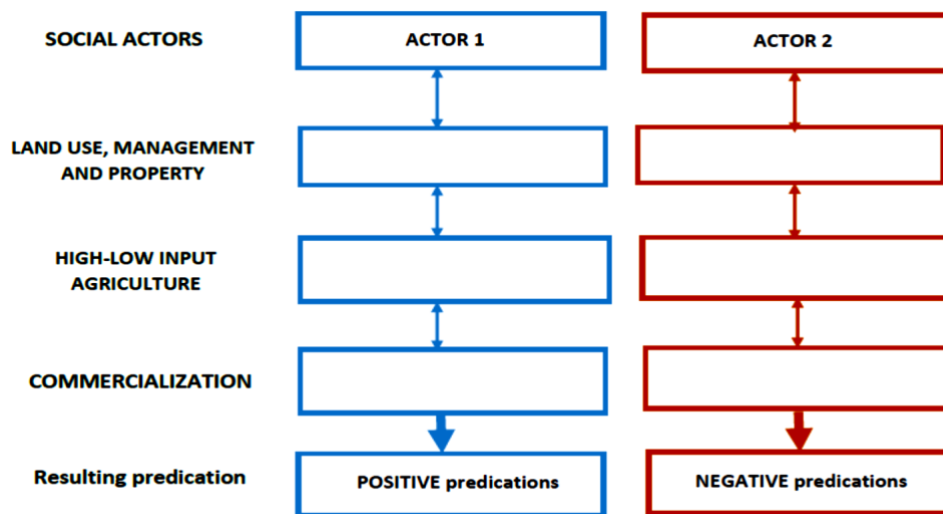 SOCIAL ACTORS
ACTOR 1
ACTOR 2
LAND USE, MANAGEMENT
AND PROPERTY
HIGH-LOW INPUT
AGRICULTURE
COMMERCIALIZATION
Resulting predication
POSITIVE predications
NEGATIVE predications